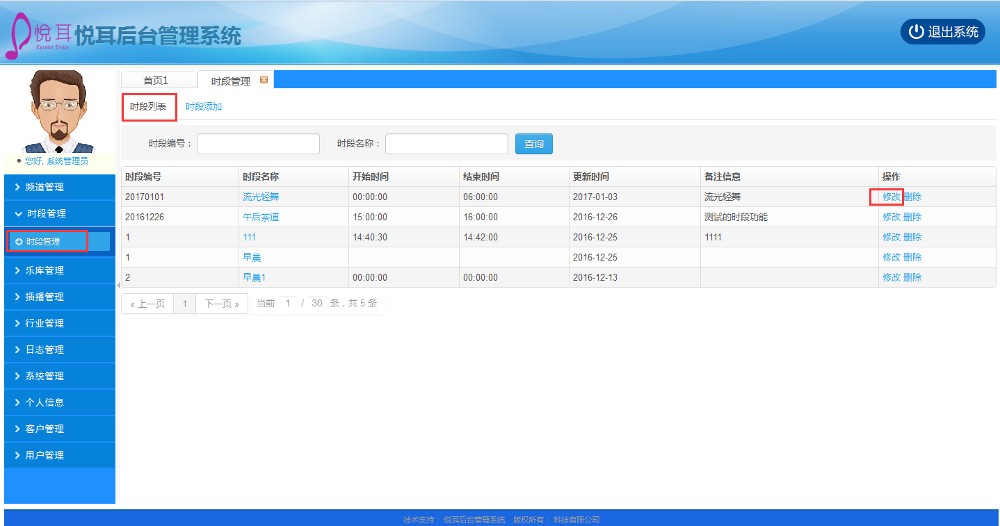 悦耳 悦耳后台管理系统
Eareon Enjoy
退出系统
首页1 时段管理
时段列表 时段添加
时段编号： 时段名称： 查询
您好, 系统管理员
频道管理
时段管理
时段管理
乐库管理
插播管理
行业管理
日志管理
系统管理
个人信息
客户管理
用户管理
时段编号 时段名称 开始时间 结束时间 更新时间 备注信息 操作
20170101 流光轻舞 00:00:00 06:00:00 2017-01-03 流光轻舞 修改 删除
20161226 午后茶道 15:00:00 16:00:00 2016-12-26 测试的时段功能 修改 删除
1 111 14:40:30 14:42:00 2016-12-25 1111 修改 删除
1 早晨 2016-12-25 修改 删除
2 早晨1 00:00:00 00:00:00 2016-12-13 修改 删除
« 上一页 1 下一页 » 当前 1 / 30 条，共 5 条
技术支持： 悦耳后台管理系统 版权所有： 科技有限公司